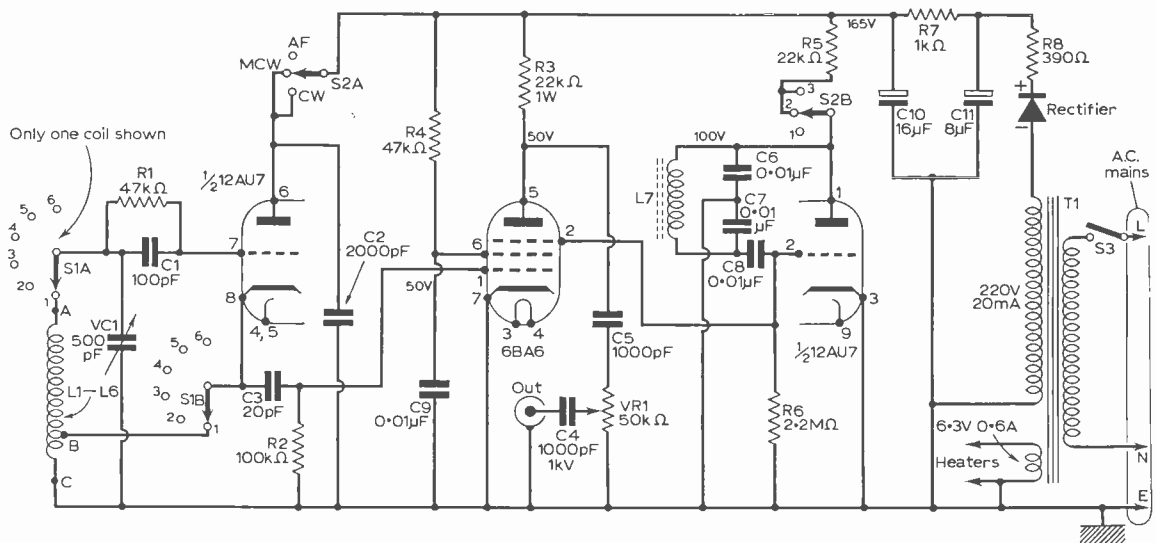 AF
MCW
S2A
CW
Only one coil shown
R1
47kΩ
6
5
4
3
2
1
S1A
A
VC1
500
pF
L1–L6
B
C
C1
100pF
½12AU7
6
7
8
4, 5
C2
2000pF
6
5
4
3
2
1
S1B
C3
20pF
R2
100kΩ
R4
47kΩ
R3
22kΩ
1W
50V
5
6
1
2
50V
7
3
4
6BA6
C9
0·01μF
C5
1000pF
Out
C4
1000pF
1kV
VR1
50kΩ
165V
R5
22kΩ
3
2
1
S2B
100V
C6
0·01μF
L7
C7
0·01
μF
C8
0·01μF
1
2
3
9
½12AU7
R6
2·2MΩ
R7
1kΩ
R8
390Ω
C10
16μF
C11
8μF
+
Rectifier
–
A.C.
mains
T1
L
S3
220V
20mA
6·3V 0·6A
Heaters
N
E